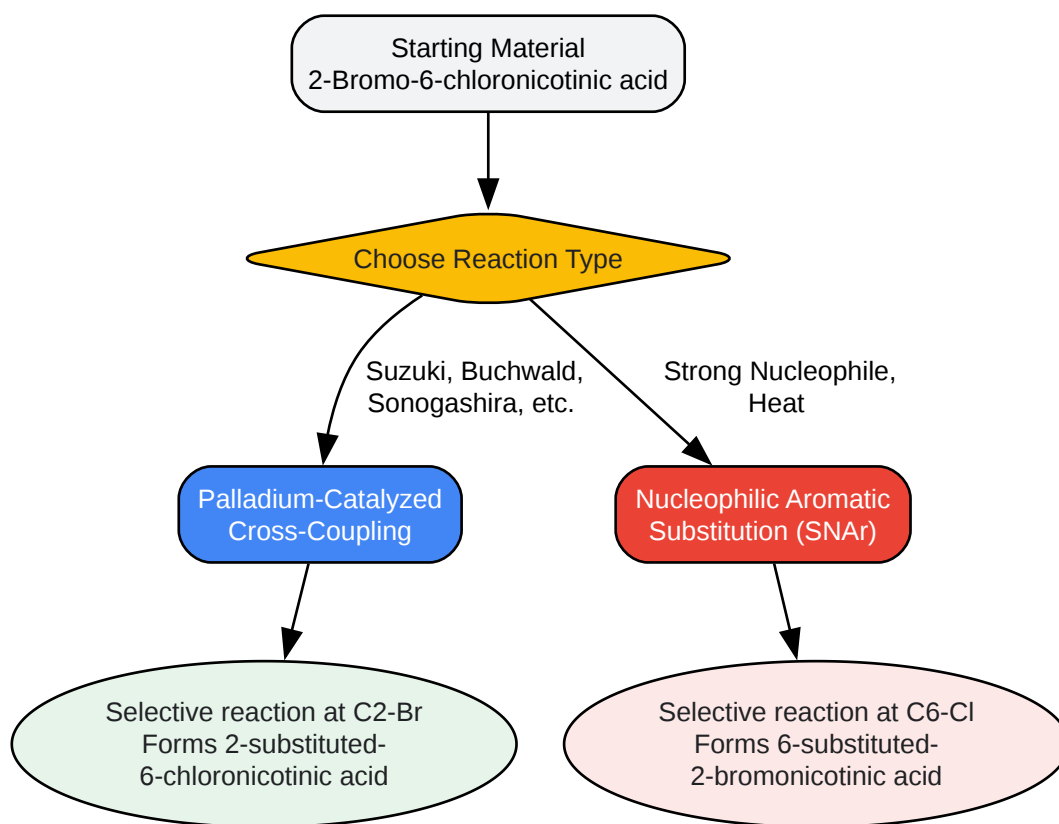 Starting Material
2-Bromo-6-chloronicotinic acid
Choose Reaction Type
Suzuki, Buchwald,
Sonogashira, etc.
Strong Nucleophile,
Heat
Palladium-Catalyzed
Cross-Coupling
Nucleophilic Aromatic
Substitution (SNAr)
Selective reaction at C2-Br
Forms 2-substituted-
6-chloronicotinic acid
Selective reaction at C6-Cl
Forms 6-substituted-
2-bromonicotinic acid